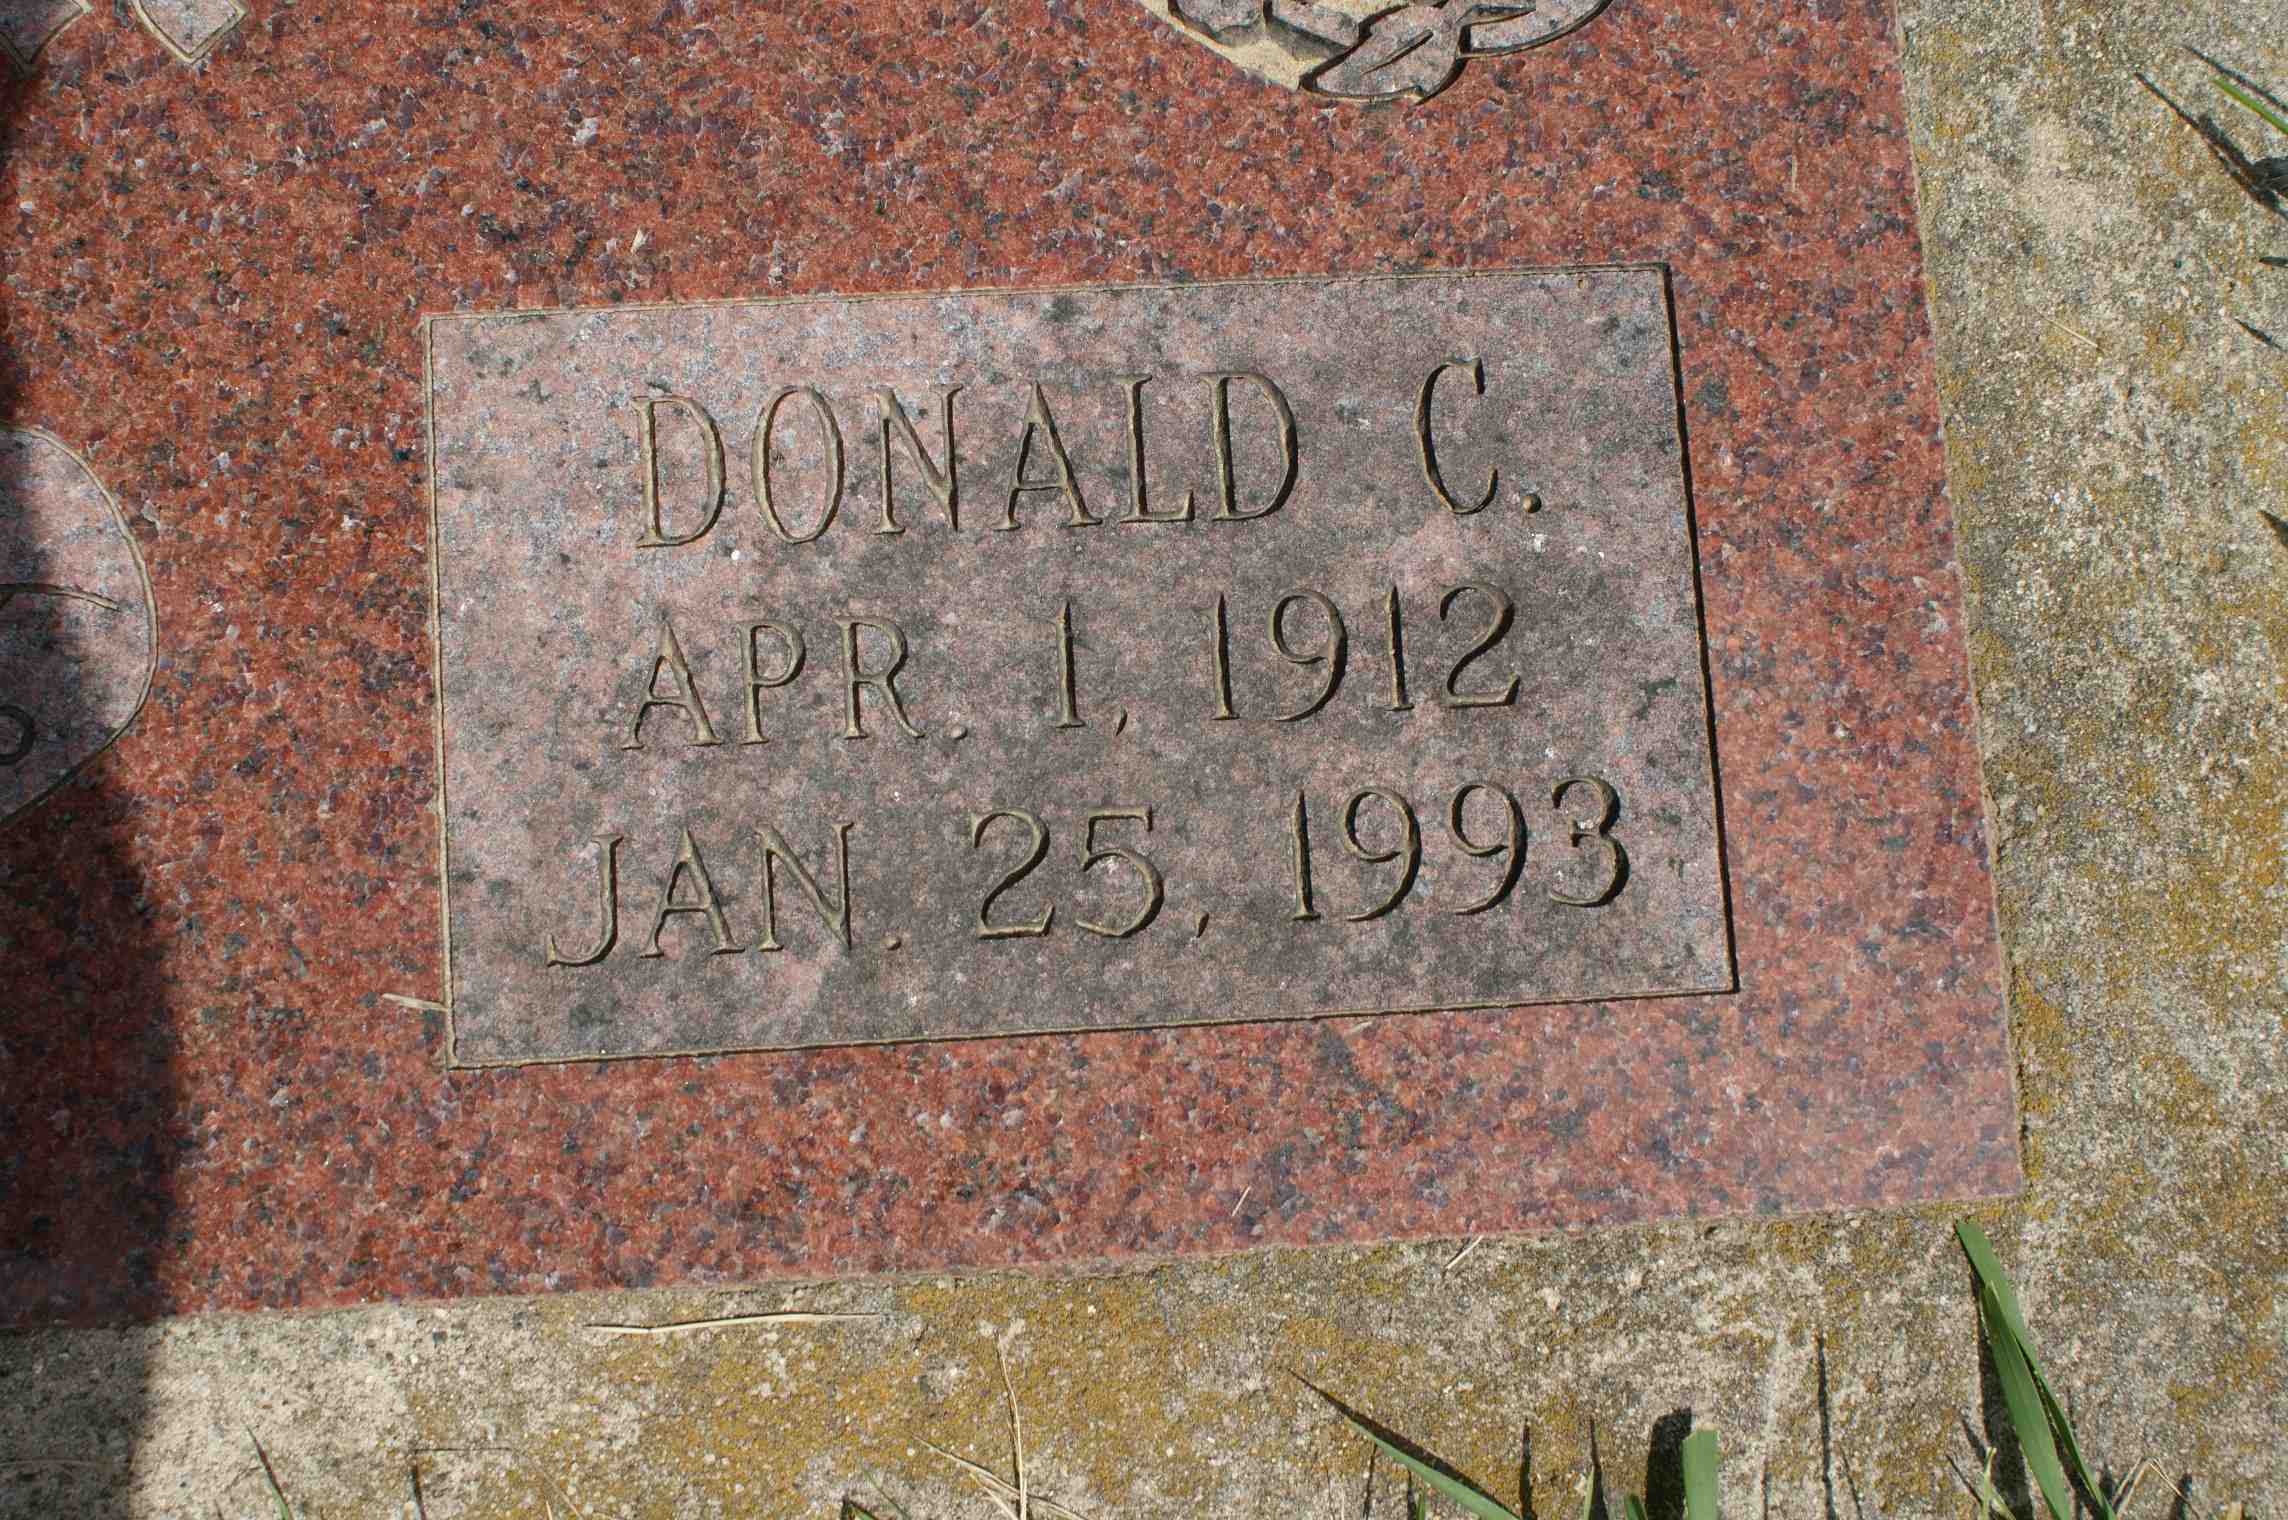 DONALD C.
APR. 1, 1912
JAN. 25, 1993